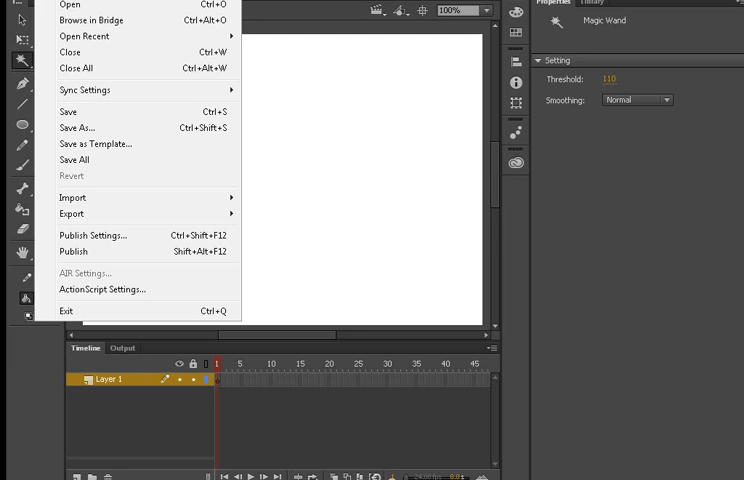 Open Ctrl+O
Browse in Bridge Ctrl+Alt+O
Open Recent
Close Ctrl+W
Close All Ctrl+Alt+W
Sync Settings
Save Ctrl+S
Save As... Ctrl+Shift+S
Save as Template...
Save All
Revert
Import
Export
Publish Settings... Ctrl+Shift+F12
Publish Shift+Alt+F12
AIR Settings...
ActionScript Settings...
Exit Ctrl+Q
100%
Properties Library
Magic Wand
Setting
Threshold: 110
Smoothing: Normal
Timeline Output
1 5 10 15 20 25 30 35 40 45
Layer 1